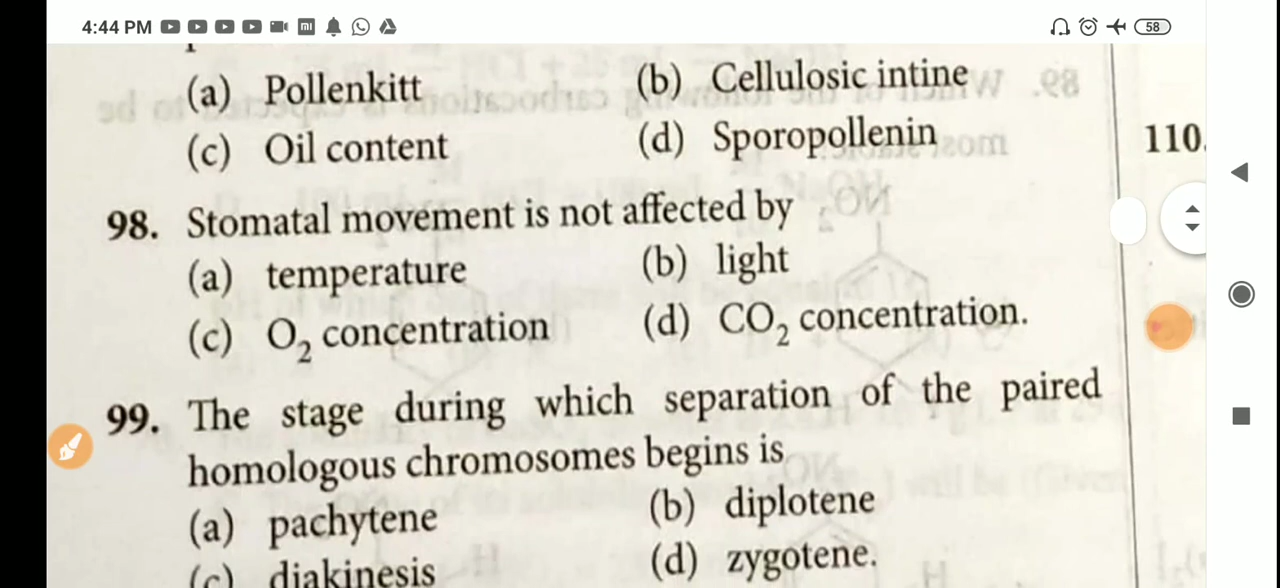 4:44 PM
58
(a) Pollenkitt (b) Cellulosic intine
(c) Oil content (d) Sporopollenin
110.
98. Stomatal movement is not affected by
(a) temperature (b) light
(c) O₂ concentration (d) CO₂ concentration.
99. The stage during which separation of the paired
homologous chromosomes begins is
(a) pachytene (b) diplotene
(c) diakinesis (d) zygotene.